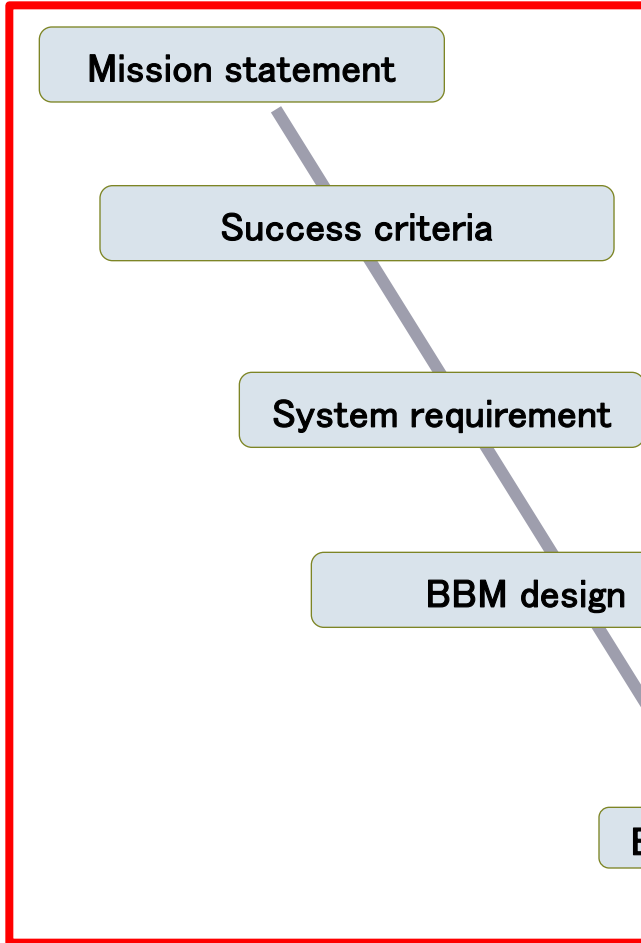 Mission statement
Success criteria
System requirement
BBM design